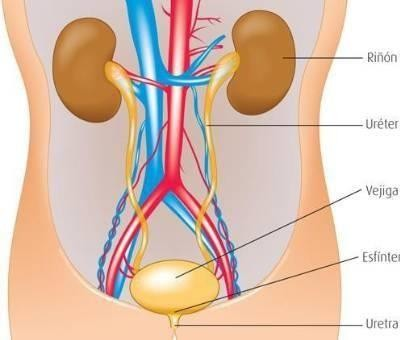 Riñón
Uréter
Vejiga
Esfínter
Uretra